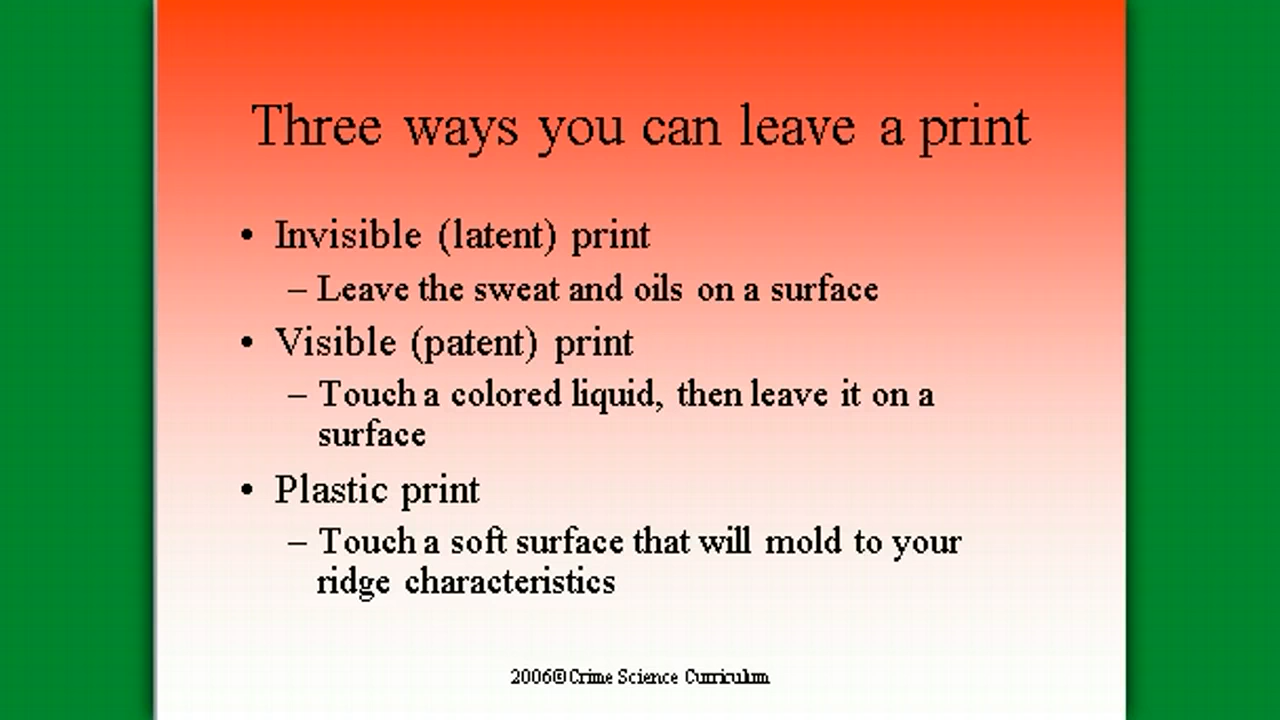 Three ways you can leave a print
• Invisible (latent) print
– Leave the sweat and oils on a surface
• Visible (patent) print
– Touch a colored liquid, then leave it on a
surface
• Plastic print
– Touch a soft surface that will mold to your
ridge characteristics
2006©Crime Science Curriculum